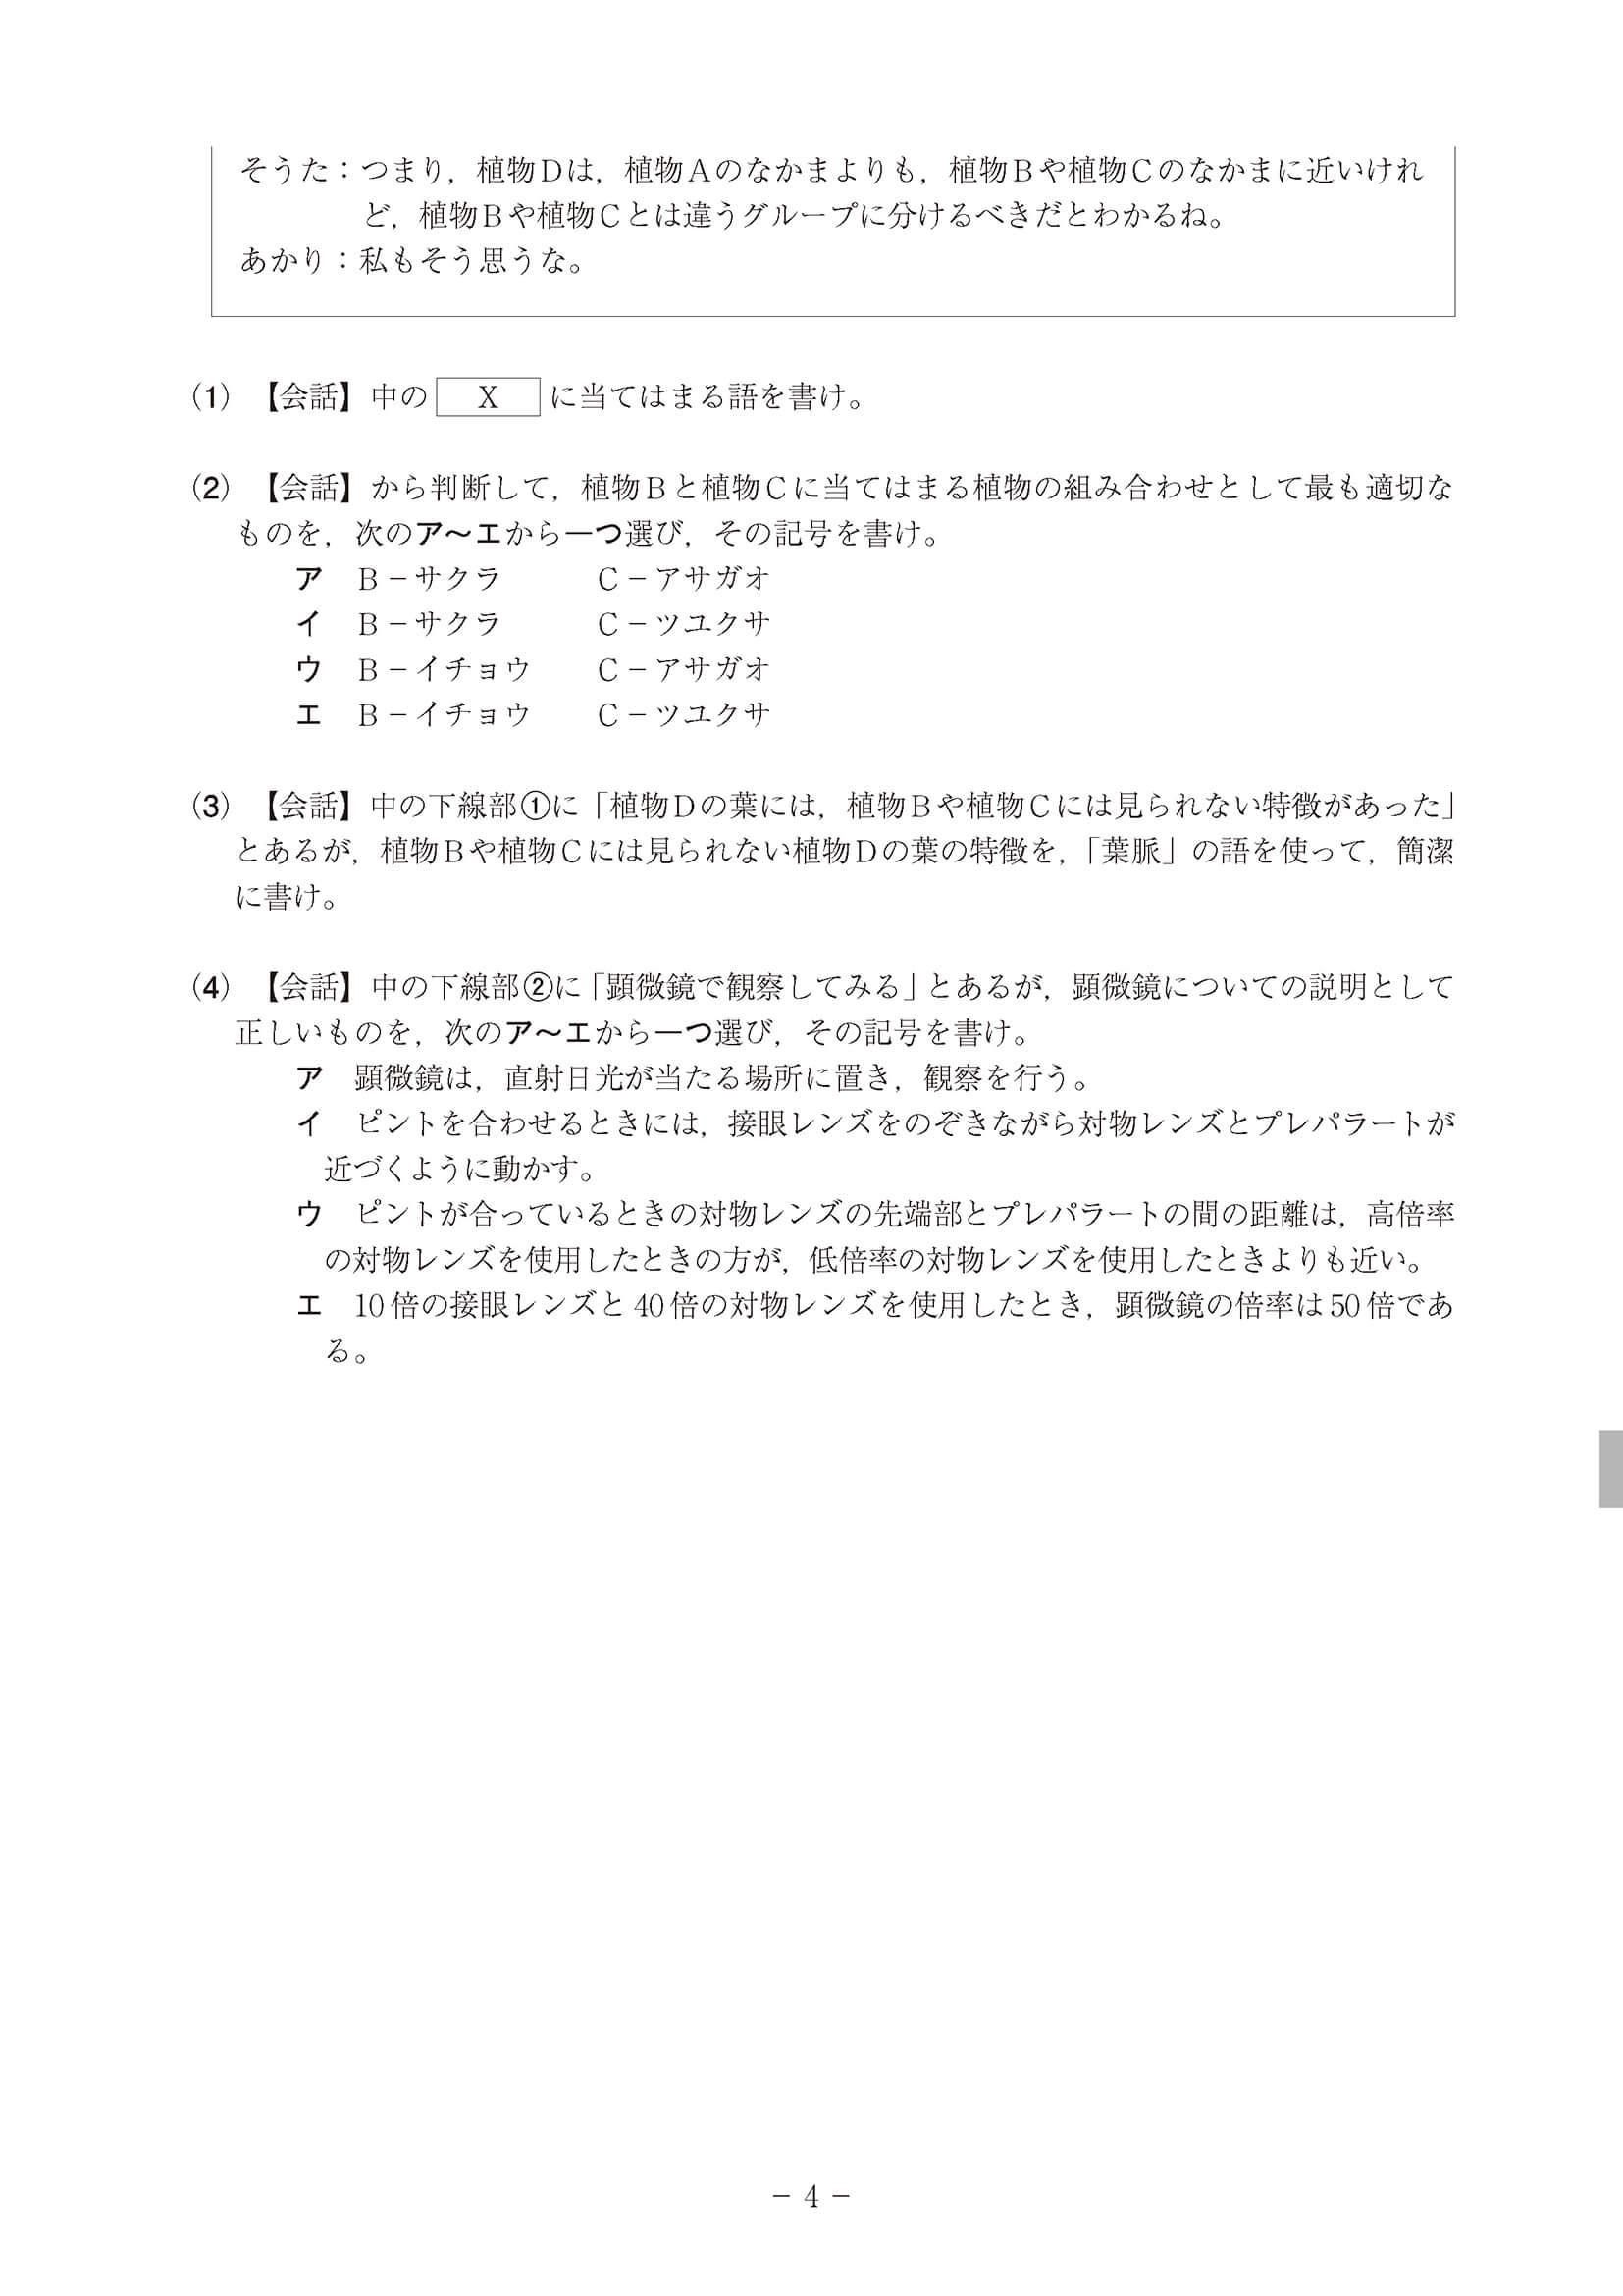 そうた：つまり，植物Ｄは，植物Ａのなかまよりも，植物Ｂや植物Ｃのなかまに近いけれ
ど，植物Ｂや植物Ｃとは違うグループに分けるべきだとわかるね。
あかり：私もそう思うな。
(1) 【会話】中の X に当てはまる語を書け。
(2) 【会話】から判断して，植物Ｂと植物Ｃに当てはまる植物の組み合わせとして最も適切な
ものを，次のア～エから一つ選び，その記号を書け。
ア Ｂ－サクラ Ｃ－アサガオ
イ Ｂ－サクラ Ｃ－ツユクサ
ウ Ｂ－イチョウ Ｃ－アサガオ
エ Ｂ－イチョウ Ｃ－ツユクサ
(3) 【会話】中の下線部①に「植物Ｄの葉には，植物Ｂや植物Ｃには見られない特徴があった」
とあるが，植物Ｂや植物Ｃには見られない植物Ｄの葉の特徴を，「葉脈」の語を使って，簡潔
に書け。
(4) 【会話】中の下線部②に「顕微鏡で観察してみる」とあるが，顕微鏡についての説明として
正しいものを，次のア～エから一つ選び，その記号を書け。
ア 顕微鏡は，直射日光が当たる場所に置き，観察を行う。
イ ピントを合わせるときには，接眼レンズをのぞきながら対物レンズとプレパラートが
近づくように動かす。
ウ ピントが合っているときの対物レンズの先端部とプレパラートの間の距離は，高倍率
の対物レンズを使用したときの方が，低倍率の対物レンズを使用したときよりも近い。
エ 10倍の接眼レンズと40倍の対物レンズを使用したとき，顕微鏡の倍率は50倍であ
る。
－ 4 －